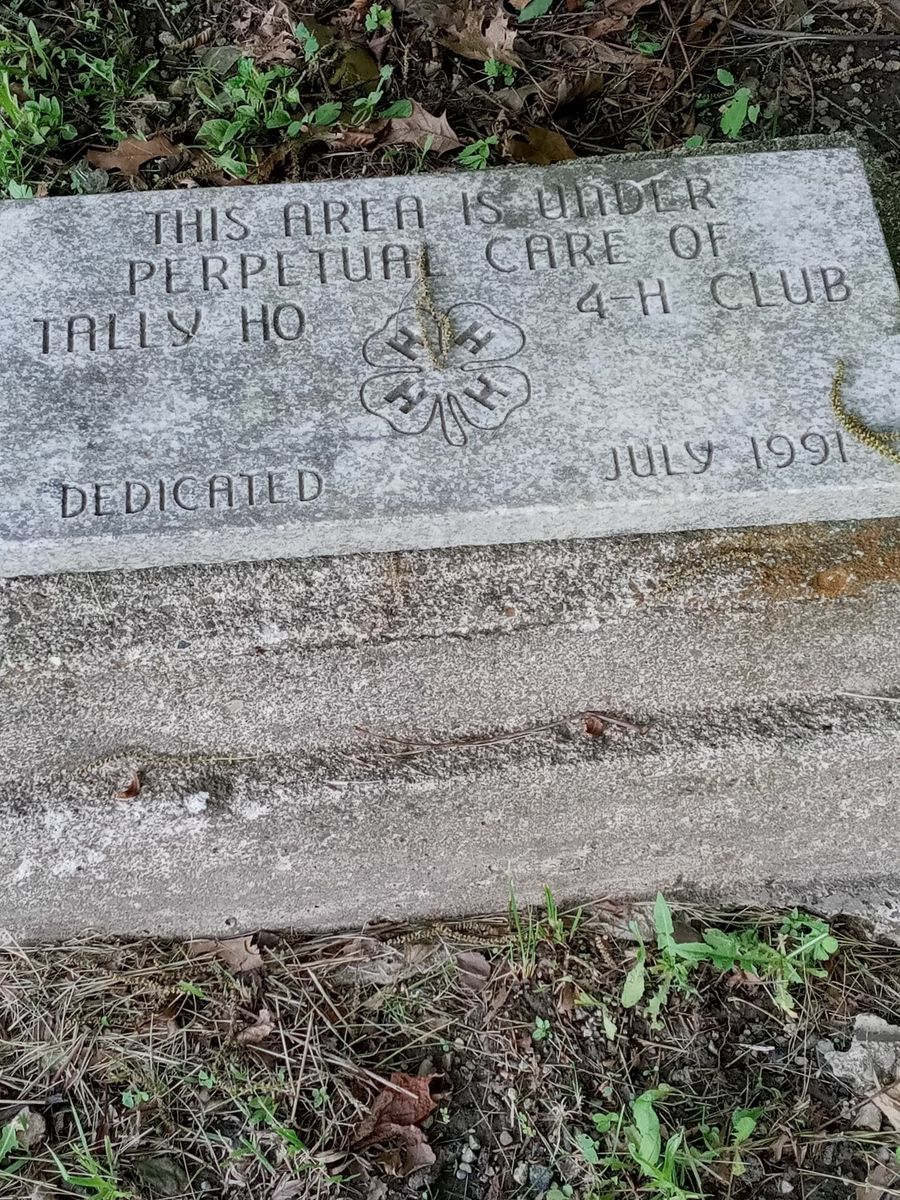 THIS AREA IS UNDER
PERPETUAL CARE OF
TALLY HO 4-H CLUB
H H
H H
DEDICATED JULY 1991